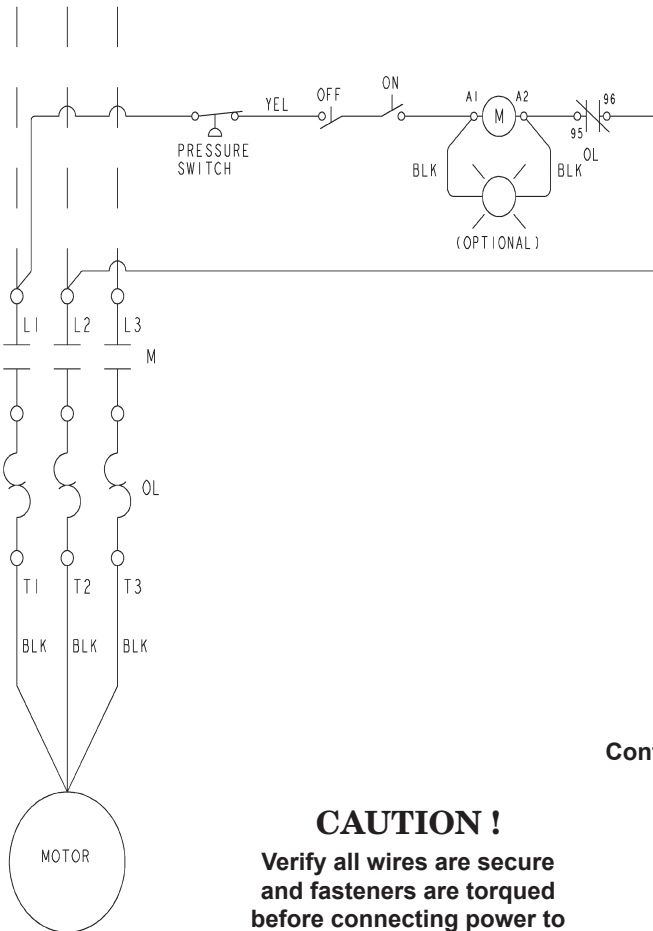 ON
OFF
YEL
PRESSURE
SWITCH
A1
M
A2
96
95
OL
BLK
BLK
(OPTIONAL)
L1
L2
L3
M
OL
T1
T2
T3
BLK
BLK
BLK
MOTOR
CAUTION !
Verify all wires are secure
and fasteners are torqued
before connecting power to